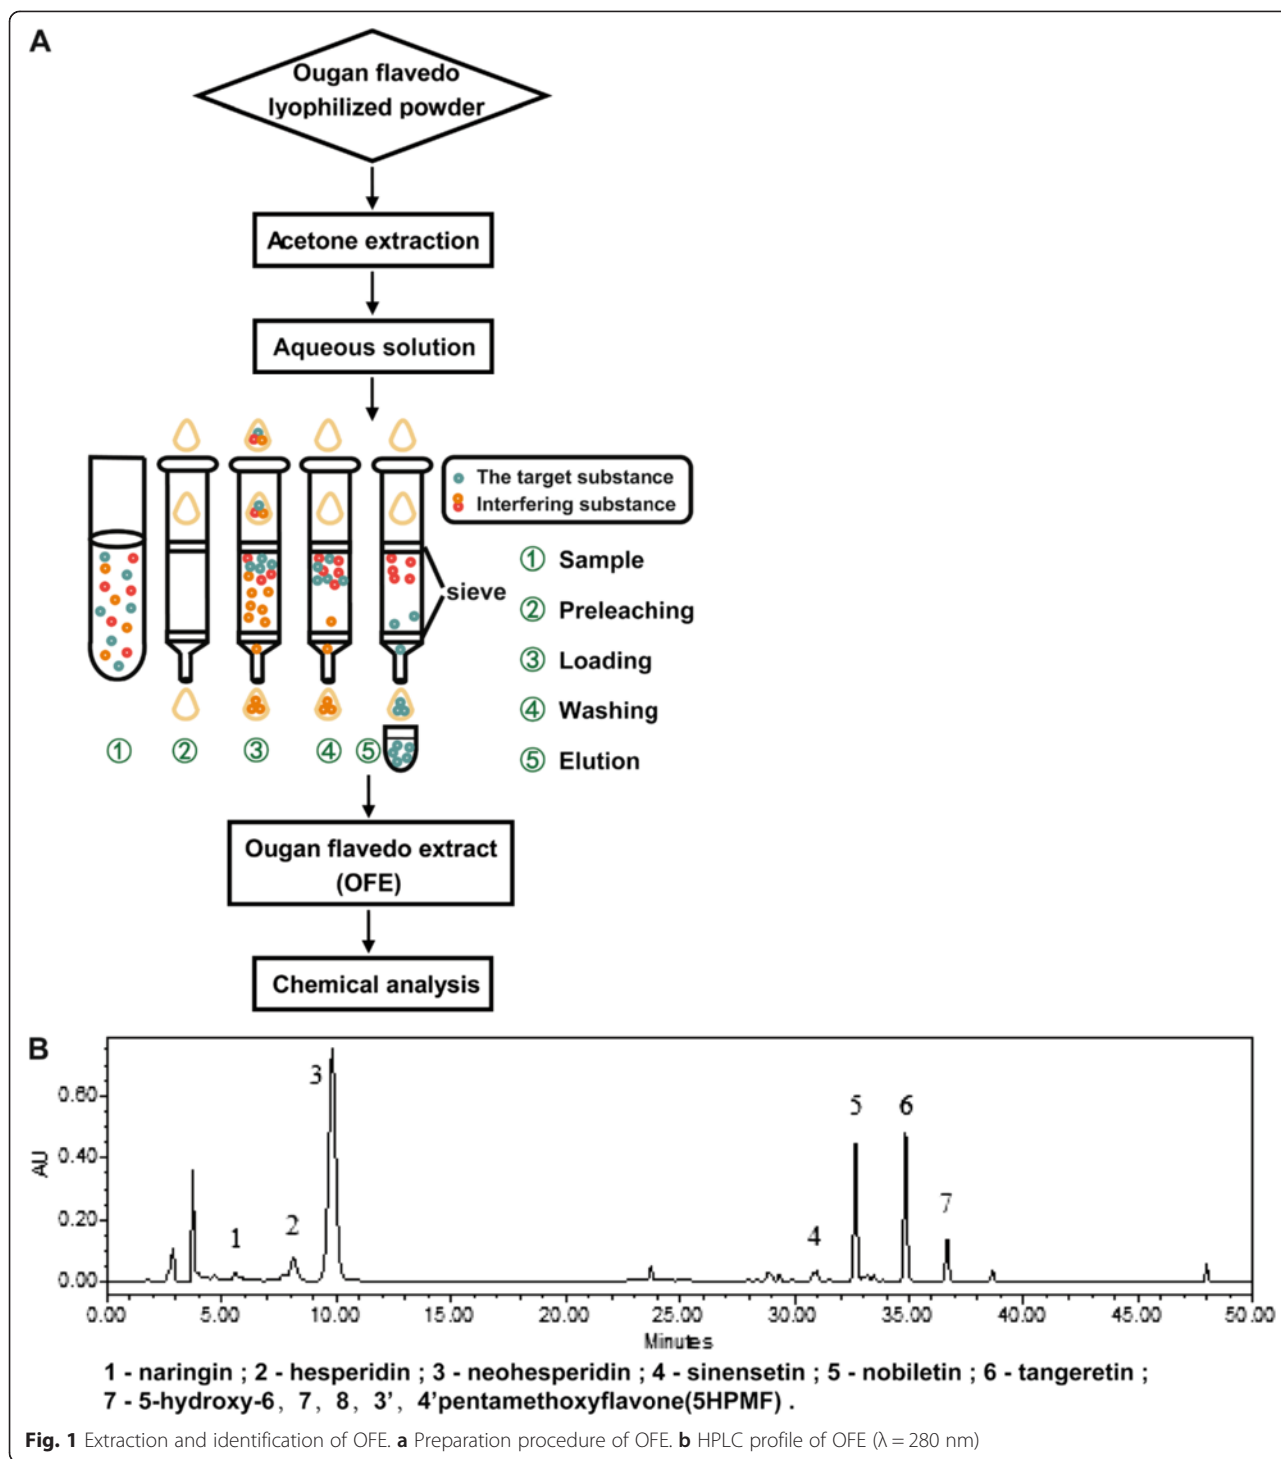 A
Ougan flavedo
lyophilized powder
Acetone extraction
Aqueous solution
The target substance
Interfering substance
sieve
① Sample
② Preleaching
③ Loading
④ Washing
⑤ Elution
① ② ③ ④ ⑤
Ougan flavedo extract
(OFE)
Chemical analysis
B
AU
0.60
0.40
0.20
0.00
1 2 3 4 5 6 7
0.00 5.00 10.00 15.00 20.00 25.00 30.00 35.00 40.00 45.00 50.00
Minutes
1 - naringin ; 2 - hesperidin ; 3 - neohesperidin ; 4 - sinensetin ; 5 - nobiletin ; 6 - tangeretin ;
7 - 5-hydroxy-6, 7, 8, 3’, 4’pentamethoxyflavone(5HPMF) .
Fig. 1 Extraction and identification of OFE. a Preparation procedure of OFE. b HPLC profile of OFE (λ = 280 nm)